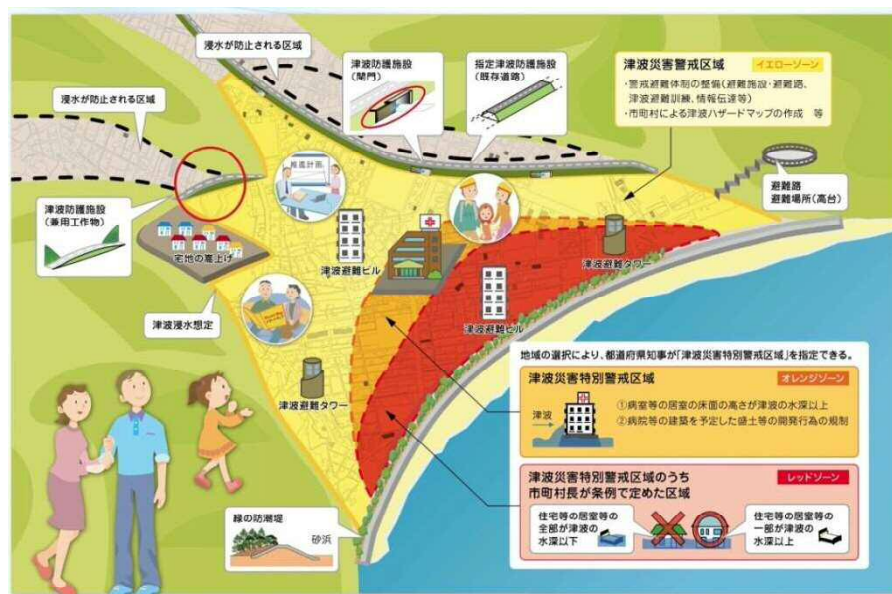 浸水が防止される区域
浸水が防止される区域
津波防護施設
(閘門)
指定津波防護施設
(既存道路)
津波災害警戒区域
イエローゾーン
・警戒避難体制の整備(避難施設・避難路、
津波避難訓練、情報伝達等)
・市町村による津波ハザードマップの作成 等
避難路
避難場所(高台)
推進計画
津波防護施設
(兼用工作物)
宅地の嵩上げ
津波避難ビル
津波避難タワー
津波浸水想定
津波避難ビル
津波避難タワー
地域の選択により、都道府県知事が「津波災害特別警戒区域」を指定できる。
津波災害特別警戒区域
オレンジゾーン
津波
①病室等の居室の床面の高さが津波の水深以上
②病院等の建築を予定した盛土等の開発行為の規制
津波災害特別警戒区域のうち
市町村長が条例で定めた区域
レッドゾーン
住宅等の居室等の
全部が津波の
水深以下
住宅等の居室等の
一部が津波の
水深以上
緑の防潮堤
砂浜